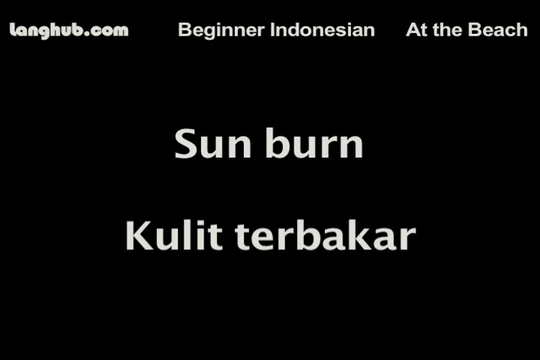 Langhub.com Beginner Indonesian At the Beach
Sun burn
Kulit terbakar